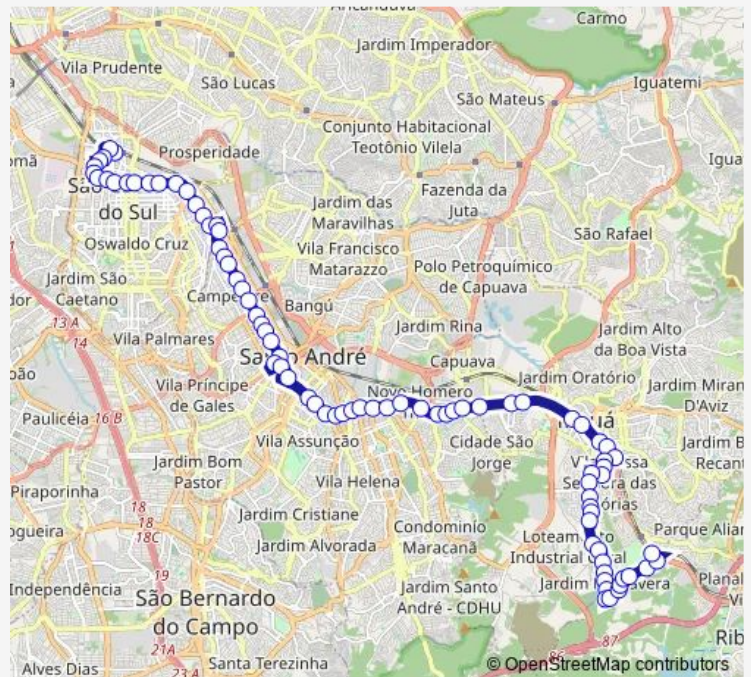 Aricanduva
Carmo
Vila Prudente
Jardim Imperador
São Lucas
Iguatemi
São Mateus
Conjunto Habitacional
Teotônio Vilela
Prosperidade
Fazenda da
Juta
do Sul
Jardim das
Maravilhas
Oswaldo Cruz
São Rafael
Vila Francisco
Matarazzo
Polo Petroquímico
de Capuava
Jardim São
Caetano
Bangú
13 A
14
Jardim Rina
Jardim Alto
da Boa Vista
Vila Palmares
Capuava
Jardim Oratório
Vila Príncipe
de Gales
Novo Homero
D'Aviz
Paulicéia
16 B
Vila Assunção
Cidade São
Jorge
Jardim Bom
Pastor
Vila Helena
Piraporinha
18
18
18C
Jardim Cristiane
Condomínio
Maracanã
Jardim Alvorada
19
Independência
São Bernardo
do Campo
Jardim Santo
André - CDHU
87
86
21A
23
Alves Dias
Santa Terezinha
© OpenStreetMap contributors